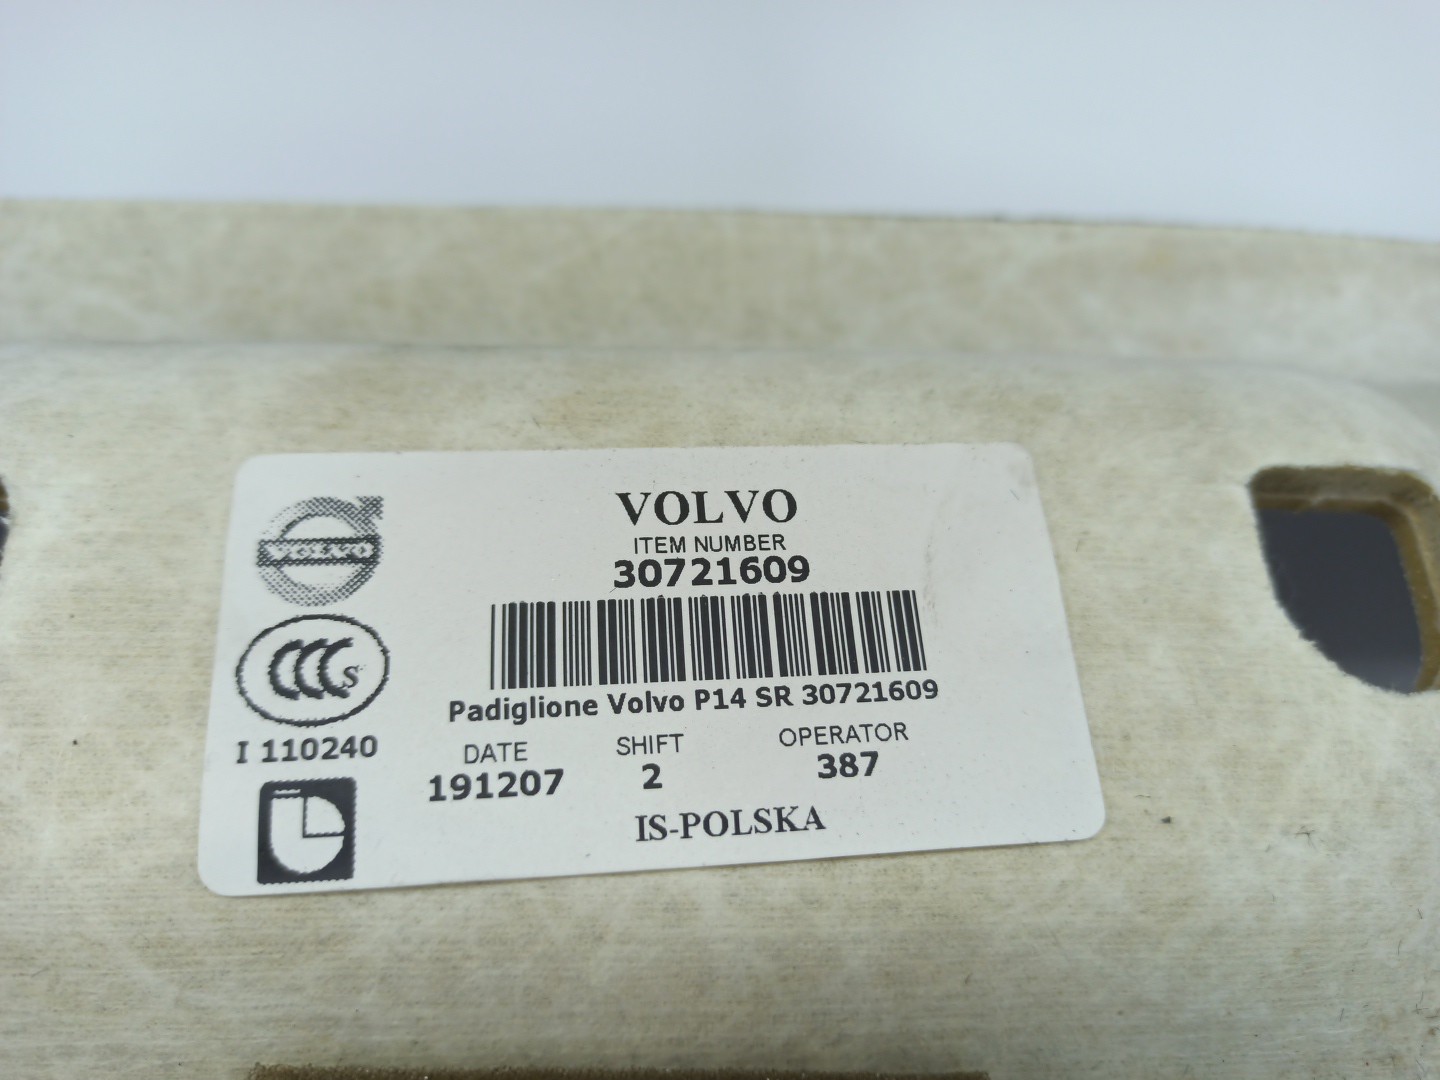 VOLVO
ITEM NUMBER
30721609
VOLVO
CCCS
I 110240
Padiglione Volvo P14 SR 30721609
DATE SHIFT OPERATOR
191207 2 387
IS-POLSKA